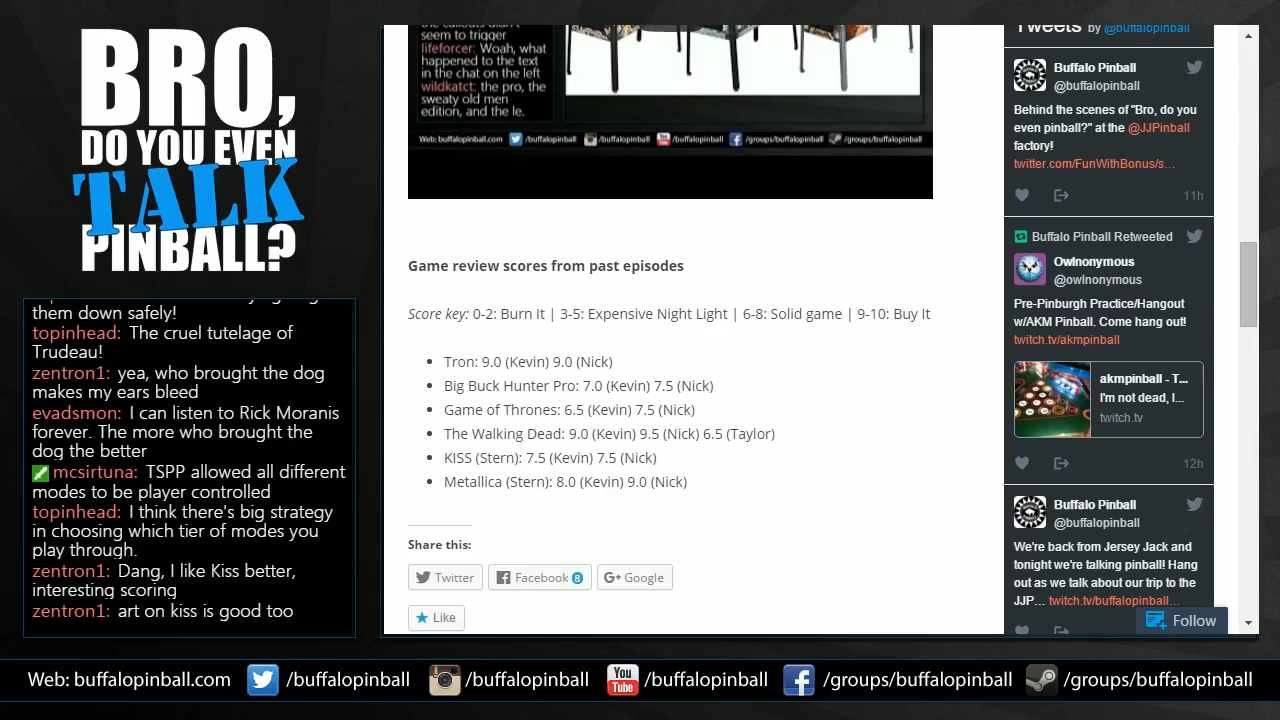 BRO,
DO YOU EVEN
TALK
PINBALL?
them down safely!
topinhead: The cruel tutelage of
Trudeau!
zentron1: yea, who brought the dog
makes my ears bleed
evadsmon: I can listen to Rick Moranis
forever. The more who brought the
dog the better
mcsirtuna: TSPP allowed all different
modes to be player controlled
topinhead: I think there's big strategy
in choosing which tier of modes you
play through.
zentron1: Dang, I like Kiss better,
interesting scoring
zentron1: art on kiss is good too
seem to trigger
lifeforcer: Woah, what
happened to the text
in the chat on the left
wildkatct: the pro, the
sweaty old men
edition, and the le.
Web: buffalopinball.com /buffalopinball /buffalopinball /buffalopinball /groups/buffalopinball /groups/buffalopinball
Game review scores from past episodes
Score key: 0-2: Burn It | 3-5: Expensive Night Light | 6-8: Solid game | 9-10: Buy It
Tron: 9.0 (Kevin) 9.0 (Nick)
Big Buck Hunter Pro: 7.0 (Kevin) 7.5 (Nick)
Game of Thrones: 6.5 (Kevin) 7.5 (Nick)
The Walking Dead: 9.0 (Kevin) 9.5 (Nick) 6.5 (Taylor)
KISS (Stern): 7.5 (Kevin) 7.5 (Nick)
Metallica (Stern): 8.0 (Kevin) 9.0 (Nick)
Share this:
Twitter
Facebook 8
Google
Like
Tweets by @buffalopinball
Buffalo Pinball
@buffalopinball
Behind the scenes of "Bro, do you
even pinball?" at the @JJPinball
factory!
twitter.com/FunWithBonus/s...
11h
Buffalo Pinball Retweeted
Owlnonymous
@owlnonymous
Pre-Pinburgh Practice/Hangout
w/AKM Pinball. Come hang out!
twitch.tv/akmpinball
akmpinball - T...
I'm not dead, I...
twitch.tv
12h
Buffalo Pinball
@buffalopinball
We're back from Jersey Jack and
tonight we're talking pinball! Hang
out as we talk about our trip to the
JJP... twitch.tv/buffalopinball...
Follow
Web: buffalopinball.com /buffalopinball /buffalopinball /buffalopinball /groups/buffalopinball /groups/buffalopinball